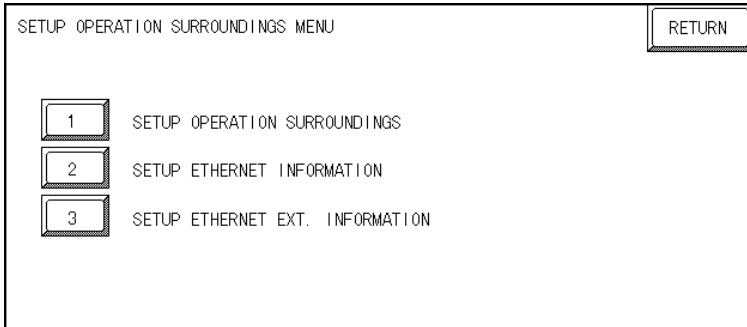 SETUP OPERATION SURROUNDINGS MENU
RETURN
1 SETUP OPERATION SURROUNDINGS
2 SETUP ETHERNET INFORMATION
3 SETUP ETHERNET EXT. INFORMATION